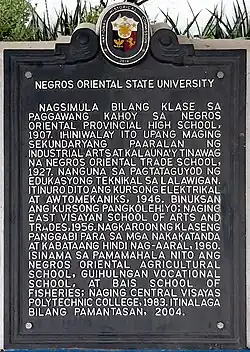 NEGROS ORIENTAL STATE UNIVERSITY
NAGSIMULA BILANG KLASE SA
PAGGAWANG KAHOY SA NEGROS
ORIENTAL PROVINCIAL HIGH SCHOOL,
1907. IHINIWALAY ITO UPANG MAGING
SEKUNDARYANG PAARALAN NG
INDUSTRIAL ARTS AT KALAUNA'Y TINAWAG
NA NEGROS ORIENTAL TRADE SCHOOL,
1927. NANGUNA SA PAGTATAGUYOD NG
EDUKASYONG TEKNIKAL SA LALAWIGAN.
ITINURO DITO ANG KURSONG ELEKTRIKAL
AT AWTOMEKANIKS, 1946. BINUKSAN
ANG KURSONG PANGKOLEHIYO; NAGING
EAST VISAYAN SCHOOL OF ARTS AND
TRADES, 1956. NAGKAROON NG KLASENG
PANGGABI PARA SA MGA NAKATATANDA
AT KABATAANG HINDI NAG-AARAL, 1960.
ISINAMA SA PAMAMAHALA NITO ANG
NEGROS ORIENTAL AGRICULTURAL
SCHOOL, GUIHULNGAN VOCATIONAL
SCHOOL, AT BAIS SCHOOL OF
FISHERIES; NAGING CENTRAL VISAYAS
POLYTECHNIC COLLEGE, 1983. ITINALAGA
BILANG PAMANTASAN, 2004.